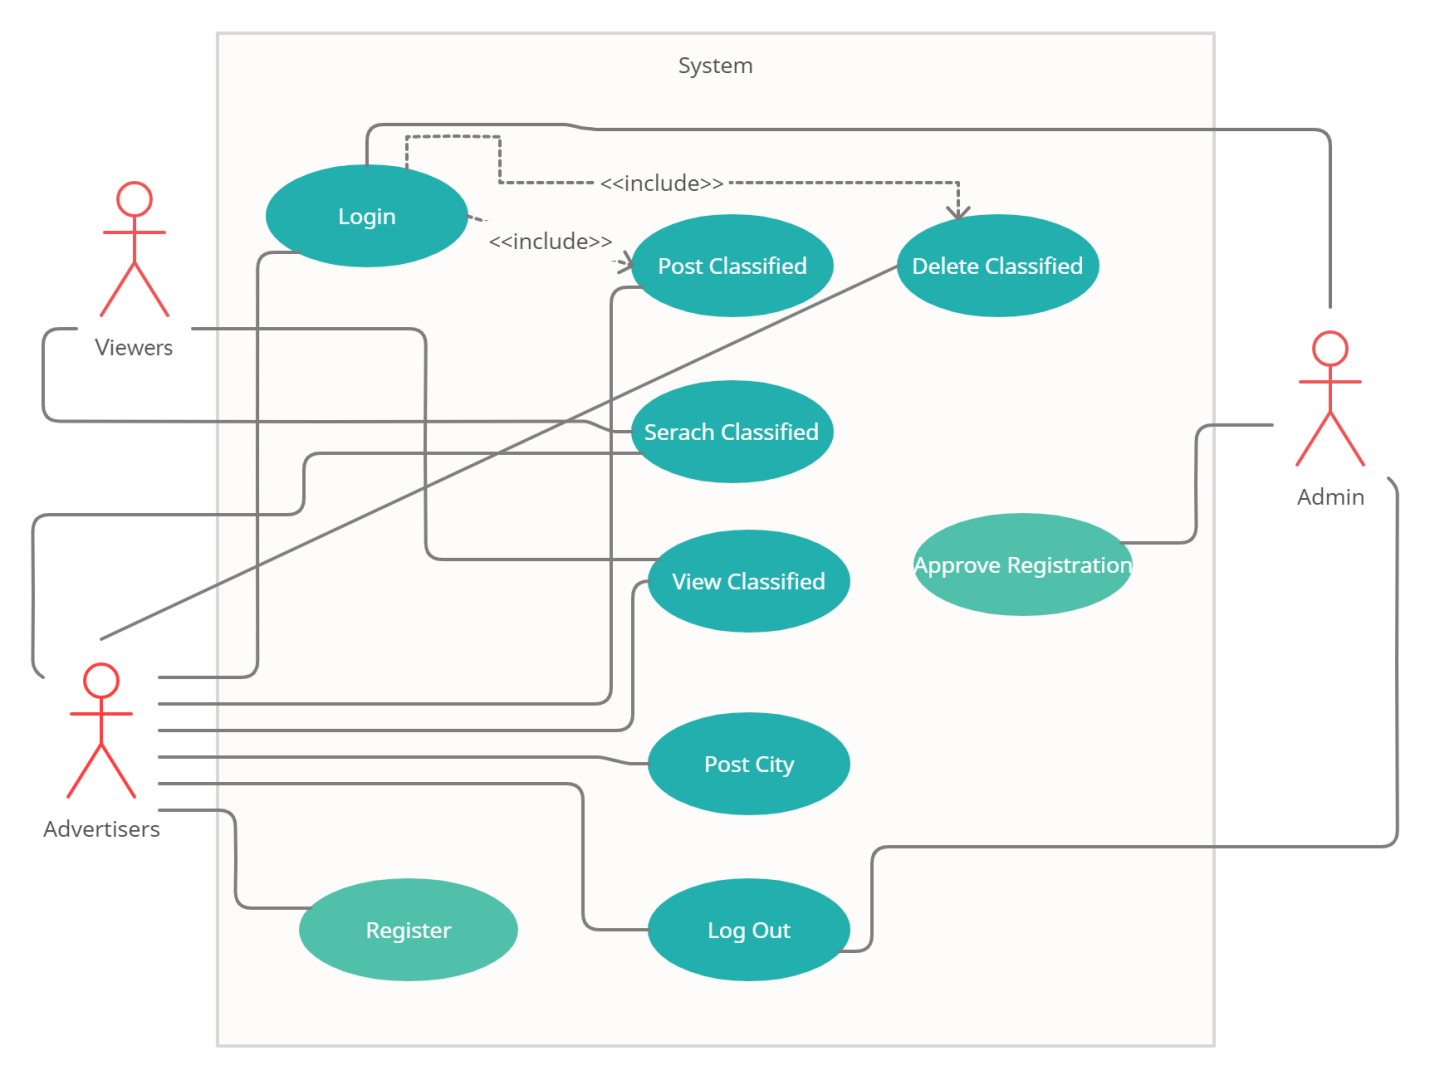 System
<<include>>
Login
<<include>>
Post Classified
Delete Classified
Viewers
Serach Classified
Admin
Approve Registration
View Classified
Post City
Advertisers
Register
Log Out